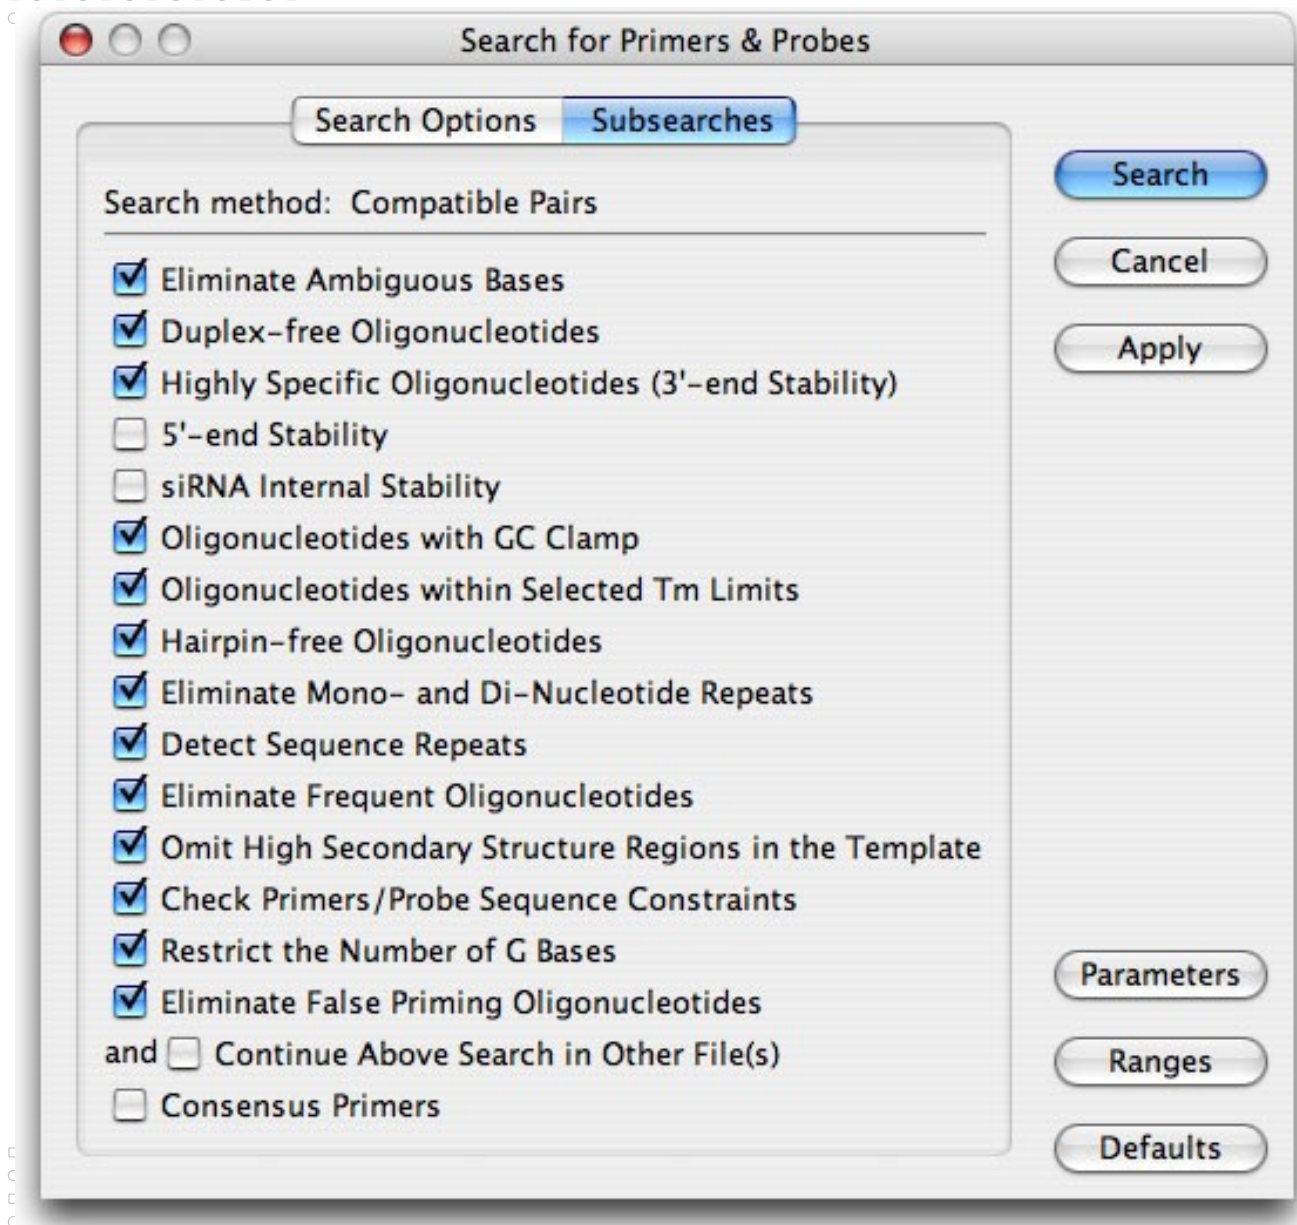 Search for Primers & Probes
Search Options Subsearches
Search
Search method: Compatible Pairs
Cancel
Eliminate Ambiguous Bases
Duplex-free Oligonucleotides
Apply
Highly Specific Oligonucleotides (3'-end Stability)
5'-end Stability
siRNA Internal Stability
Oligonucleotides with GC Clamp
Oligonucleotides within Selected Tm Limits
Hairpin-free Oligonucleotides
Eliminate Mono- and Di-Nucleotide Repeats
Detect Sequence Repeats
Eliminate Frequent Oligonucleotides
Omit High Secondary Structure Regions in the Template
Check Primers/Probe Sequence Constraints
Restrict the Number of G Bases
Parameters
Eliminate False Priming Oligonucleotides
and Continue Above Search in Other File(s)
Ranges
Consensus Primers
Defaults